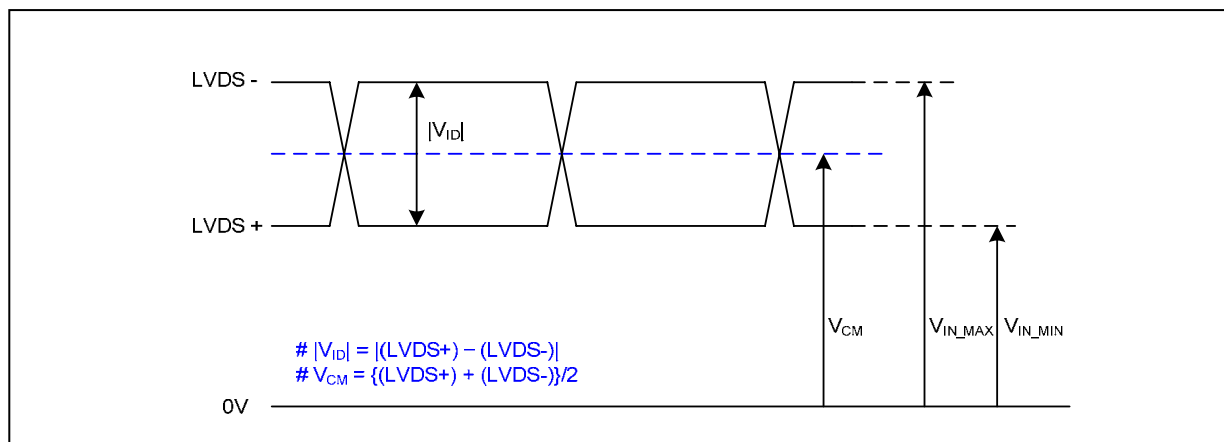 LVDS -
|VID|
LVDS +
VCM
VIN_MAX
VIN_MIN
# |VID| = |(LVDS+) – (LVDS-)|
# VCM = {(LVDS+) + (LVDS-)}/2
0V